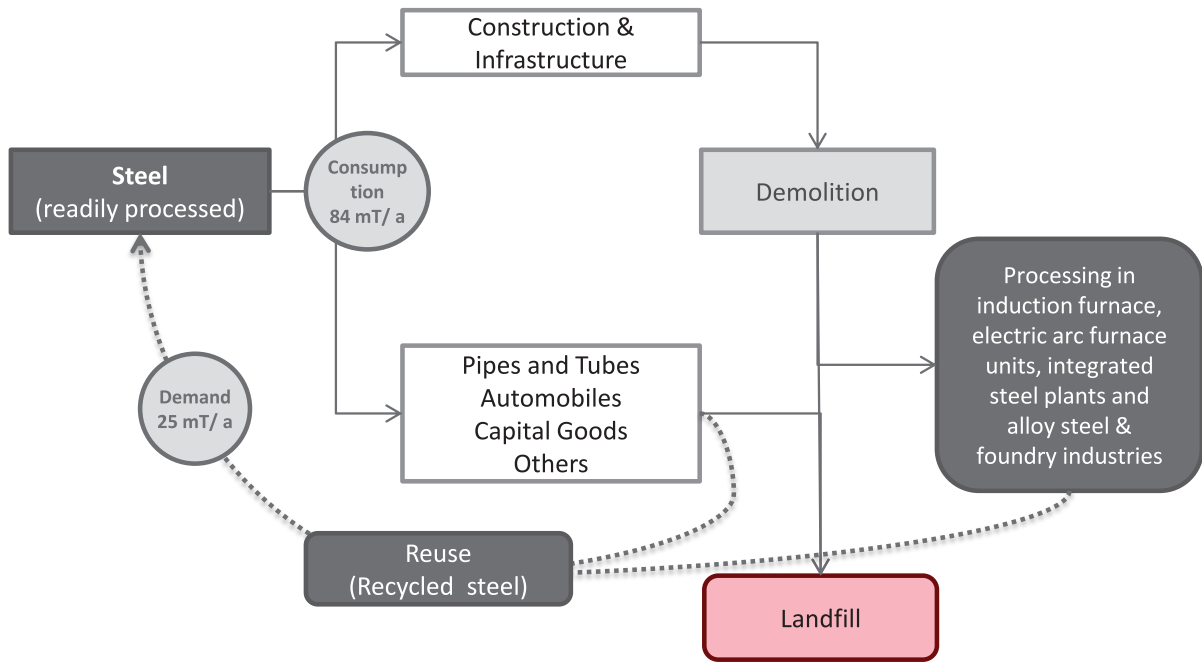 Construction &
Infrastructure
Steel
(readily processed)
Consump
tion
84 mT/ a
Demolition
Processing in
induction furnace,
electric arc furnace
units, integrated
steel plants and
alloy steel &
foundry industries
Pipes and Tubes
Automobiles
Capital Goods
Others
Demand
25 mT/ a
Reuse
(Recycled steel)
Landfill